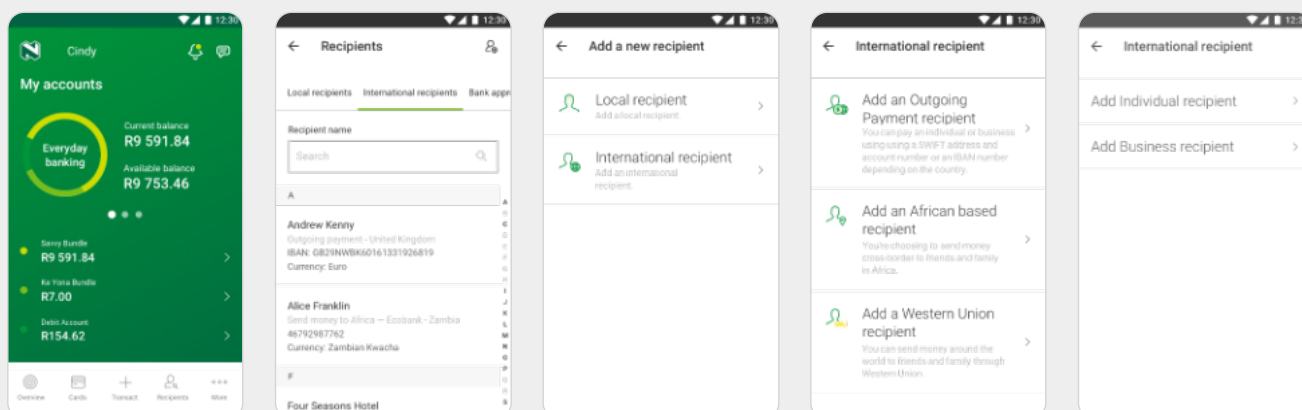 12:30
Cindy
My accounts
Everyday
banking
Current balance
R9 591.84
Available balance
R9 753.46
Savvy Bundle
R9 591.84
Ke Yona Bundle
R7.00
Debit Account
R154.62
Overview
Cards
Transact
Recipients
More
12:30
Recipients
Local recipients
International recipients
Bank appr
Recipient name
Search
A
Andrew Kenny
Outgoing payment - United Kingdom
IBAN: GB29NWBK60161331926819
Currency: Euro
Alice Franklin
Send money to Africa — Ecobank - Zambia
46792987762
Currency: Zambian Kwacha
F
Four Seasons Hotel
12:30
Add a new recipient
Local recipient
Add a local recipient.
International recipient
Add an international
recipient.
12:30
International recipient
Add an Outgoing
Payment recipient
You can pay an individual or business
using using a SWIFT address and
account number or an IBAN number
depending on the country.
Add an African based
recipient
You're choosing to send money
cross-border to friends and family
in Africa.
Add a Western Union
recipient
You can send money around the
world to friends and family through
Western Union.
International recipient
Add Individual recipient
Add Business recipient